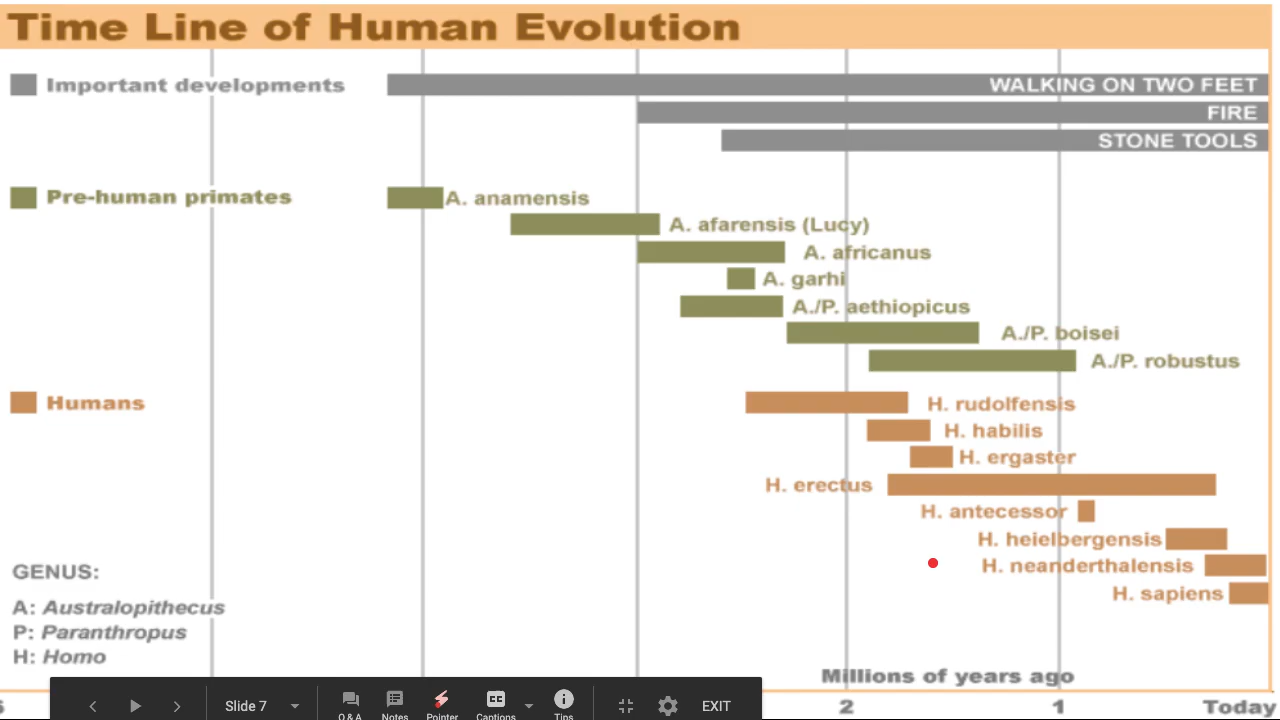 Time Line of Human Evolution
Important developments
WALKING ON TWO FEET
FIRE
STONE TOOLS
Pre-human primates
A. anamensis
A. afarensis (Lucy)
A. africanus
A. garhi
A./P. aethiopicus
A./P. boisei
A./P. robustus
Humans
H. rudolfensis
H. habilis
H. ergaster
H. erectus
H. antecessor
H. heielbergensis
H. neanderthalensis
H. sapiens
GENUS:
A: Australopithecus
P: Paranthropus
H: Homo
Millions of years ago
2 1 Today
Slide 7
Q & A Notes Pointer Captions Tips
CC
EXIT